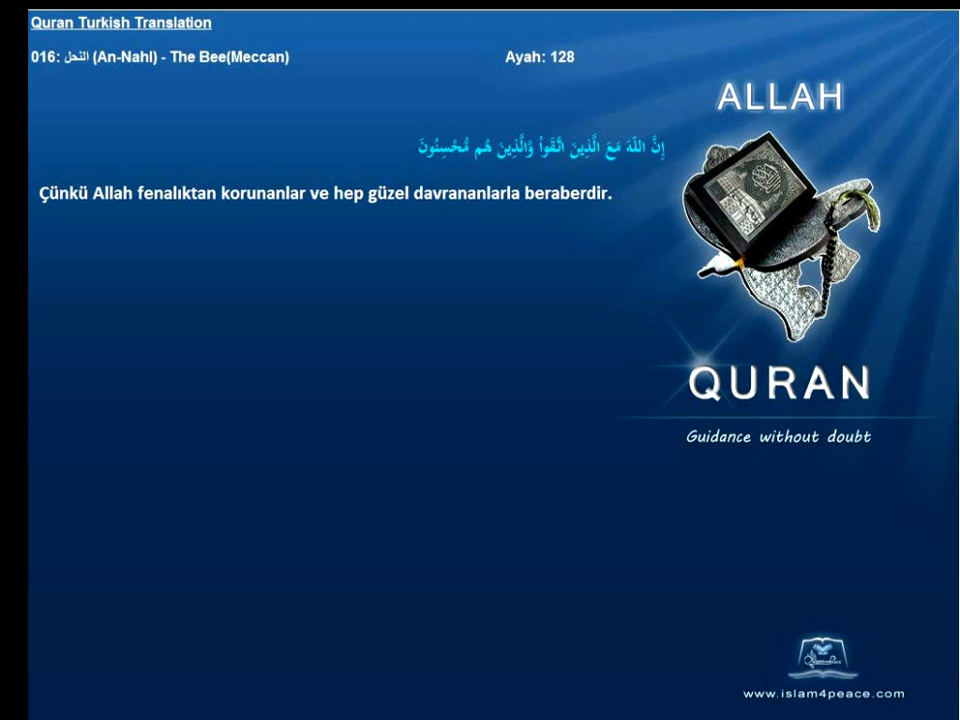 Quran Turkish Translation
016: النحل (An-Nahl) - The Bee(Meccan) Ayah: 128
ALLAH
إِنَّ اللّهَ مَعَ الَّذِينَ اتَّقَواْ وَّالَّذِينَ هُم مُّحْسِنُونَ
Çünkü Allah fenalıktan korunanlar ve hep güzel davrananlarla beraberdir.
QURAN
Guidance without doubt
www.islam4peace.com